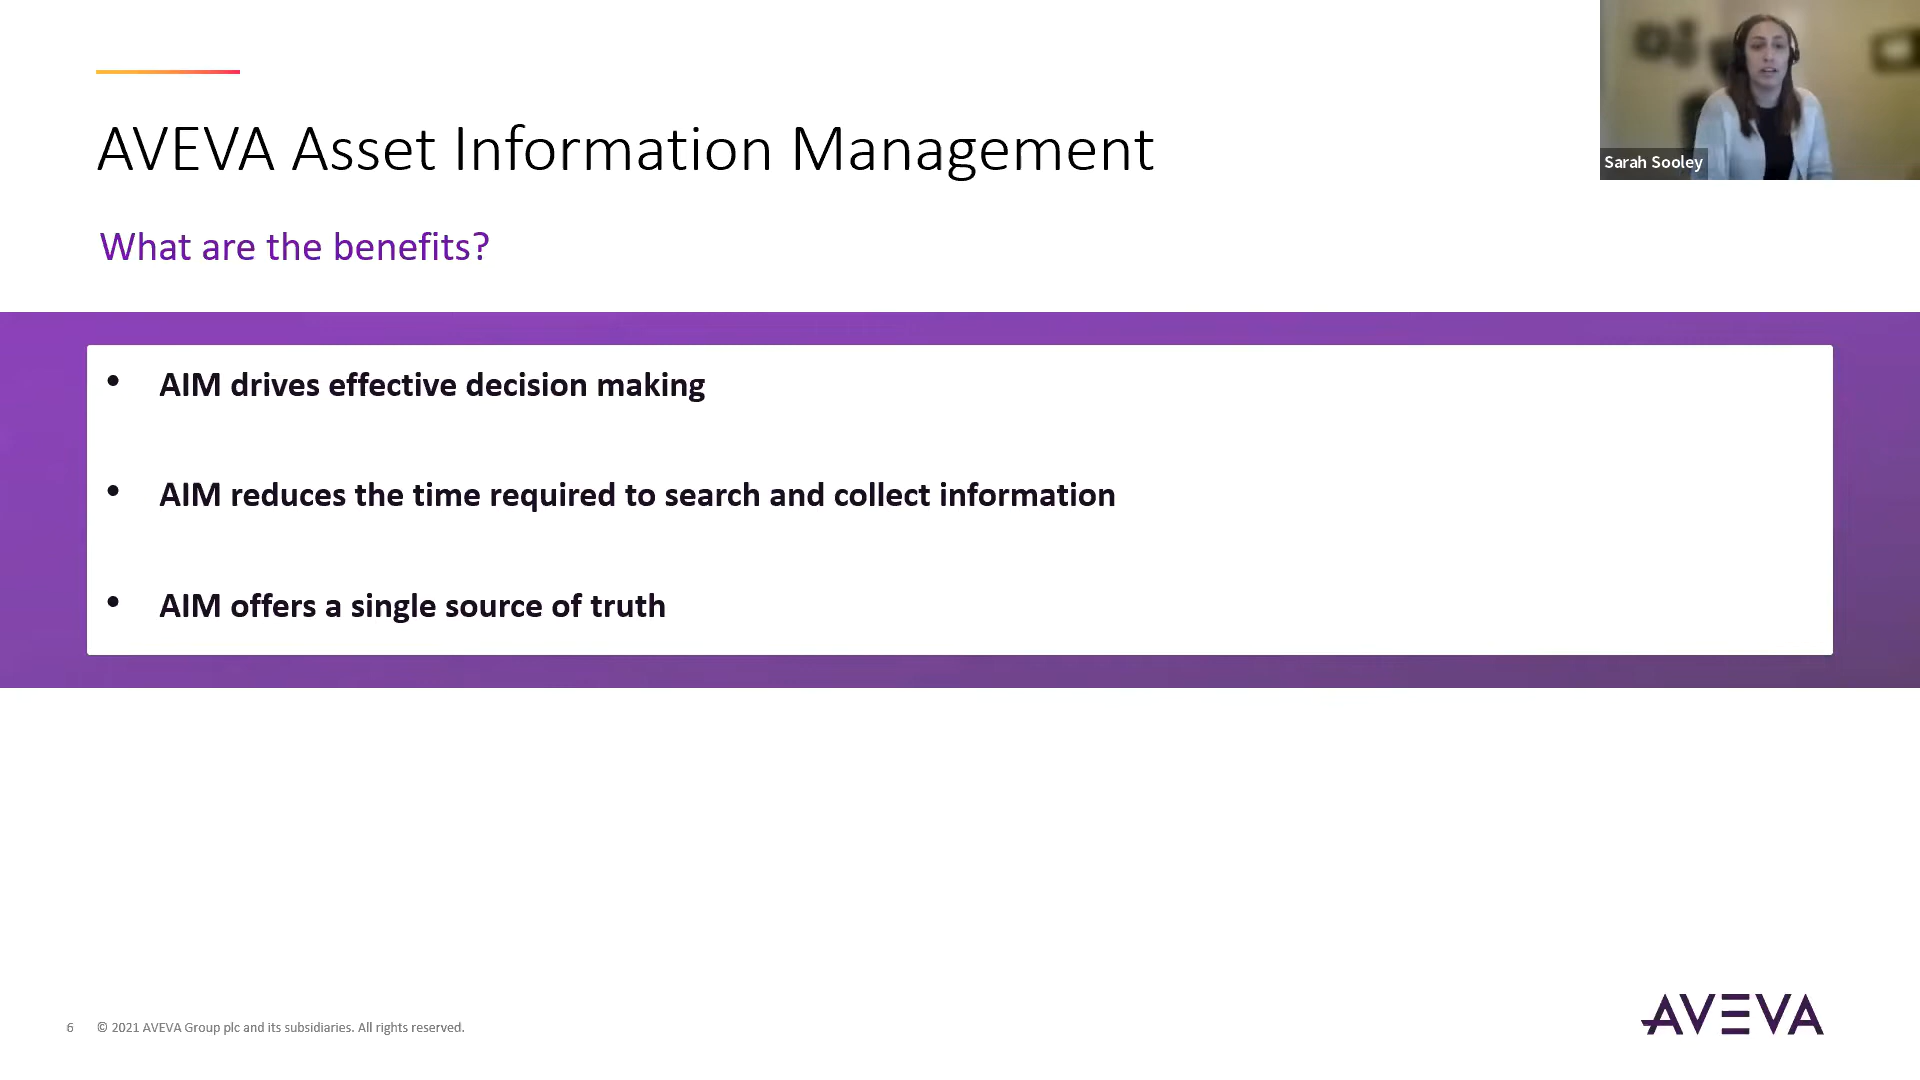 AVEVA Asset Information Management
Sarah Sooley
What are the benefits?
• AIM drives effective decision making
• AIM reduces the time required to search and collect information
• AIM offers a single source of truth
6 © 2021 AVEVA Group plc and its subsidiaries. All rights reserved.
AVEVA